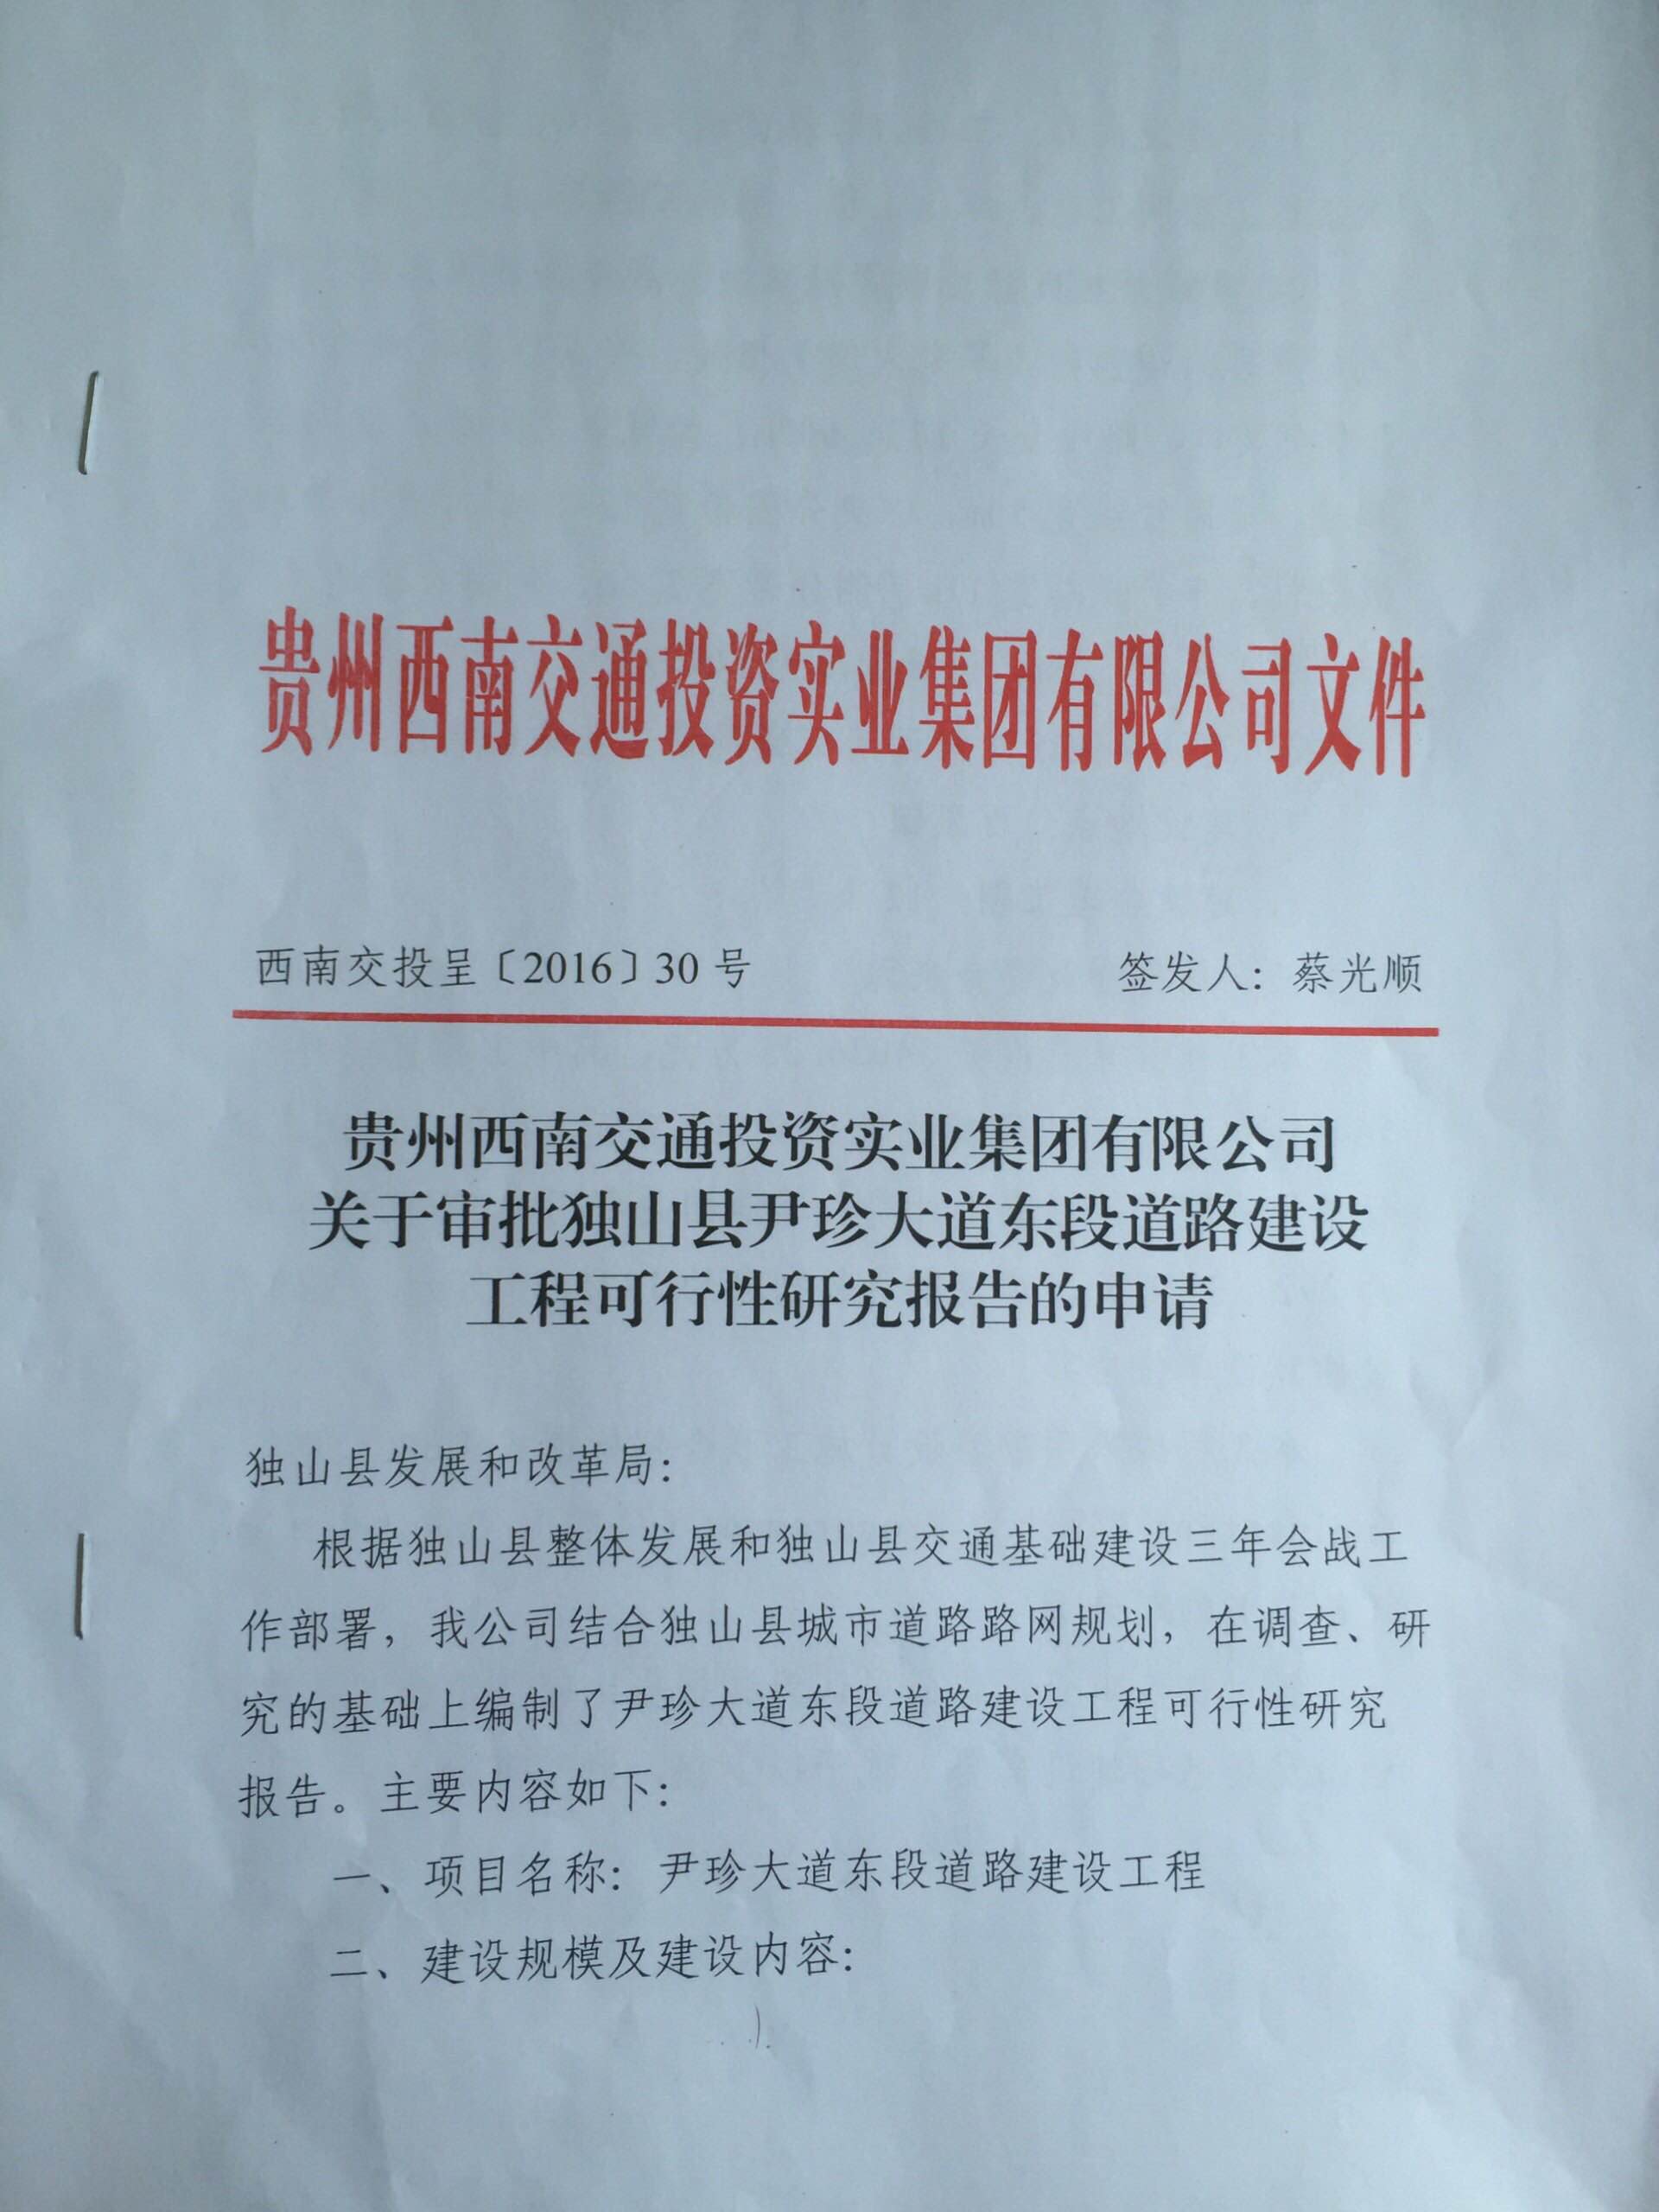 贵州西南交通投资实业集团有限公司文件
西南交投呈〔2016〕30 号 签发人：蔡光顺
贵州西南交通投资实业集团有限公司
关于审批独山县尹珍大道东段道路建设
工程可行性研究报告的申请
独山县发展和改革局：
根据独山县整体发展和独山县交通基础建设三年会战工
作部署，我公司结合独山县城市道路路网规划，在调查、研
究的基础上编制了尹珍大道东段道路建设工程可行性研究
报告。主要内容如下：
一、项目名称：尹珍大道东段道路建设工程
二、建设规模及建设内容：